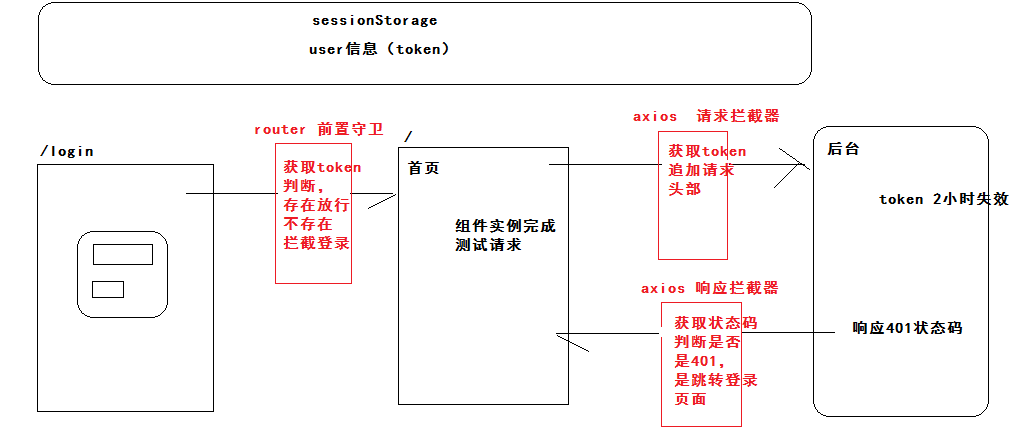 sessionStorage
user信息（token）
/login
router 前置守卫
获取token
判断，
存在放行
不存在
拦截登录
/
首页
组件实例完成
测试请求
axios 请求拦截器
获取token
追加请求
头部
后台
token 2小时失效
axios 响应拦截器
获取状态码
判断是否
是401，
是跳转登录
页面
响应401状态码